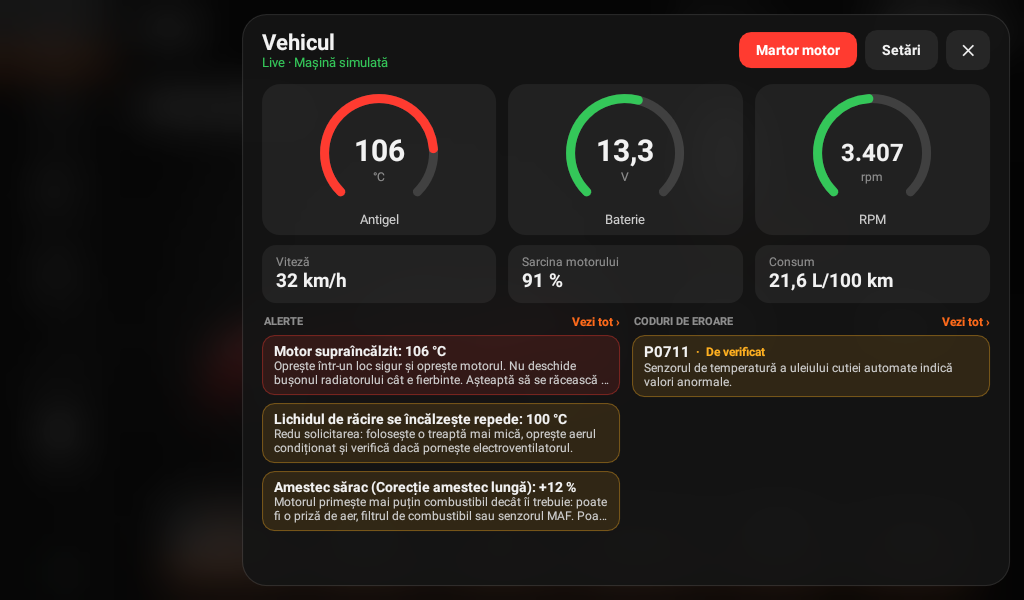 Vehicul
Live · Mașină simulată
Martor motor
Setări
106
°C
Antigel
13,3
V
Baterie
3.407
rpm
RPM
Viteză
32 km/h
Sarcina motorului
91 %
Consum
21,6 L/100 km
ALERTE
Vezi tot ›
Motor supraîncălzit: 106 °C
Oprește într-un loc sigur și oprește motorul. Nu deschide
bușonul radiatorului cât e fierbinte. Așteaptă să se răcească ...
Lichidul de răcire se încălzește repede: 100 °C
Redu solicitarea: folosește o treaptă mai mică, oprește aerul
condiționat și verifică dacă pornește electroventilatorul.
Amestec sărac (Corecție amestec lungă): +12 %
Motorul primește mai puțin combustibil decât îi trebuie: poate
fi o priză de aer, filtrul de combustibil sau senzorul MAF. Poa...
CODURI DE EROARE
Vezi tot ›
P0711 · De verificat
Senzorul de temperatură a uleiului cutiei automate indică
valori anormale.